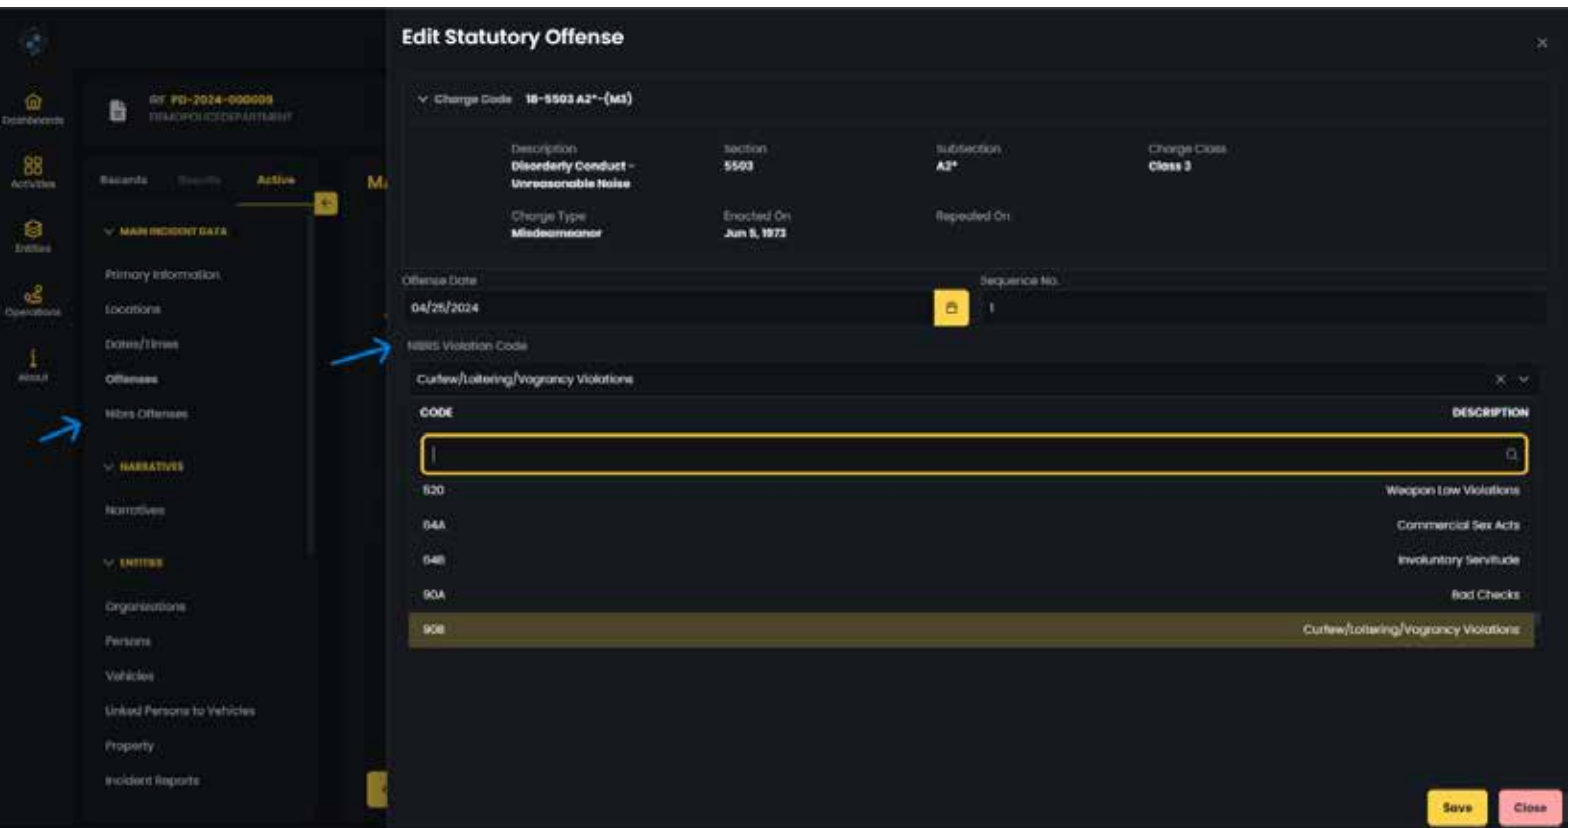 Edit Statutory Offense
IRF PD-2024-000009
DEMOPOLICEDEPARTMENT
Dashboards
Activities
Entities
Operations
About
Records
Results
Active
MAIN INCIDENT DATA
Primary Information
Locations
Dates/Times
Offenses
Nibrs Offenses
NARRATIVES
Narratives
ENTITIES
Organizations
Persons
Vehicles
Linked Persons to Vehicles
Property
Incident Reports
Ma
Charge Code 18-5503 A2*-(M3)
Description Section Subsection Charge Class
Disorderly Conduct - 5503 A2* Class 3
Unreasonable Noise
Charge Type Enacted On Repealed On
Misdearneanor Jun 5, 1973
Offense Date Sequence No.
04/25/2024 1
NIBRS Violation Code
Curfew/Loitering/Vagrancy Violations
CODE DESCRIPTION
520 Weapon Law Violations
64A Commercial Sex Acts
64B Involuntary Servitude
90A Bad Checks
90B Curfew/Loitering/Vagrancy Violations
Save Close